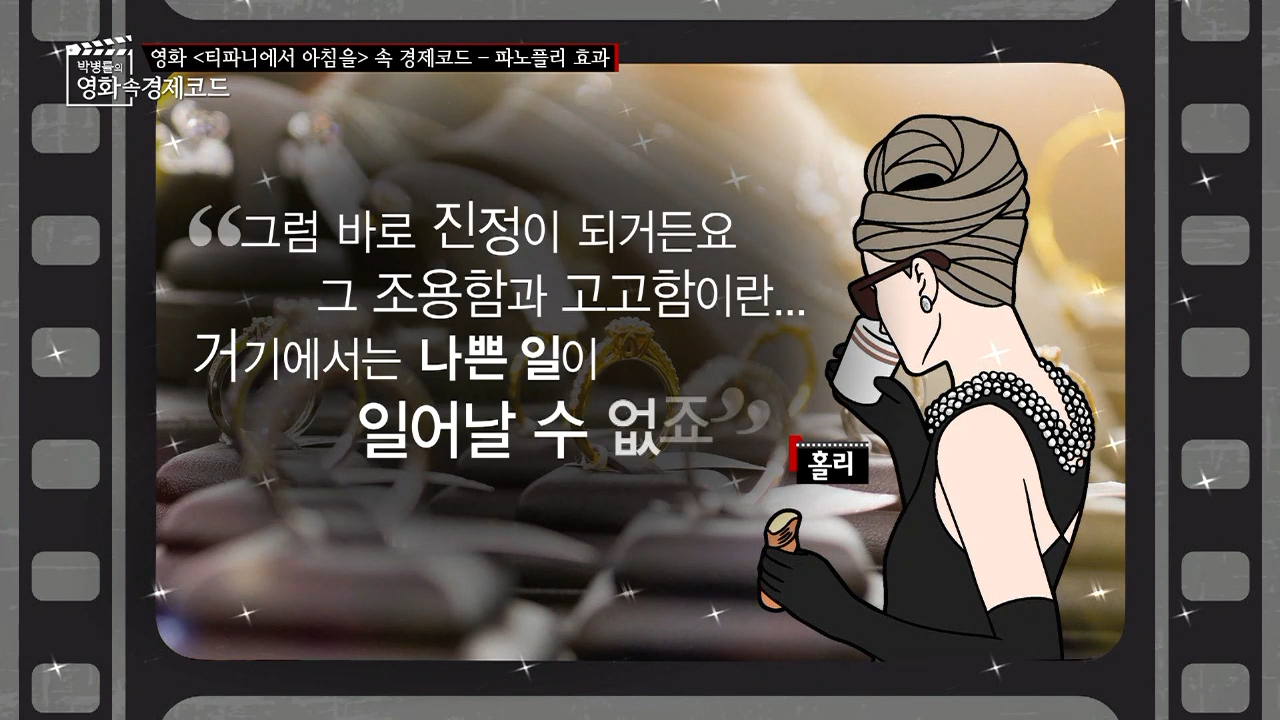 영화 <티파니에서 아침을> 속 경제코드 - 파노플리 효과
박병률의
영화속경제코드
“그럼 바로 진정이 되거든요
그 조용함과 고고함이란...
거기에서는 나쁜 일이
일어날 수 없죠”
홀리